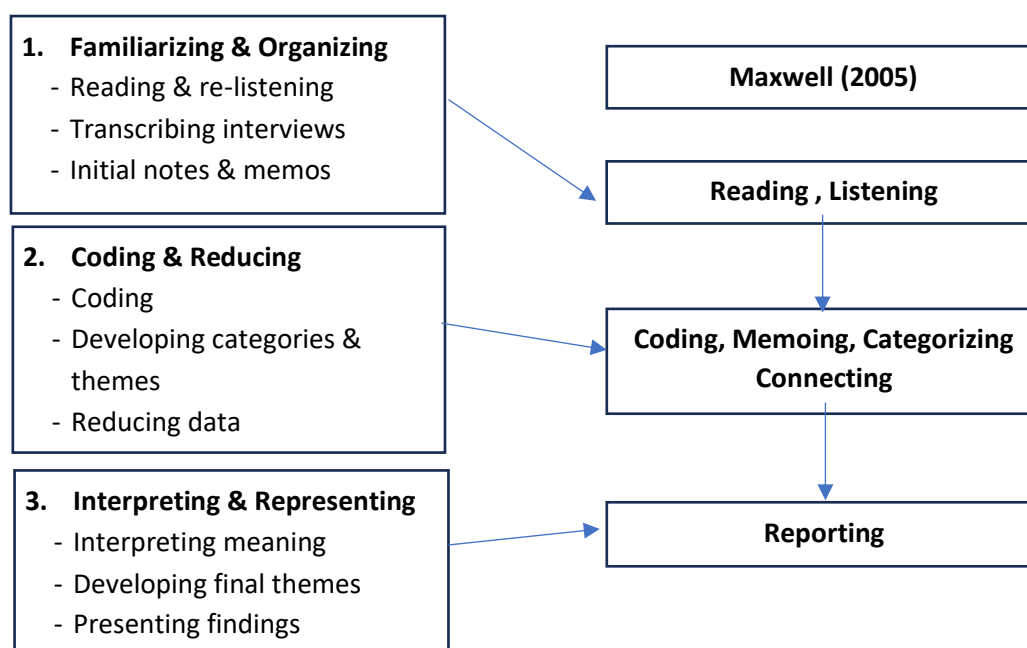 1. Familiarizing & Organizing
- Reading & re-listening
- Transcribing interviews
- Initial notes & memos
2. Coding & Reducing
- Coding
- Developing categories &
themes
- Reducing data
3. Interpreting & Representing
- Interpreting meaning
- Developing final themes
- Presenting findings
Maxwell (2005)
Reading , Listening
Coding, Memoing, Categorizing
Connecting
Reporting